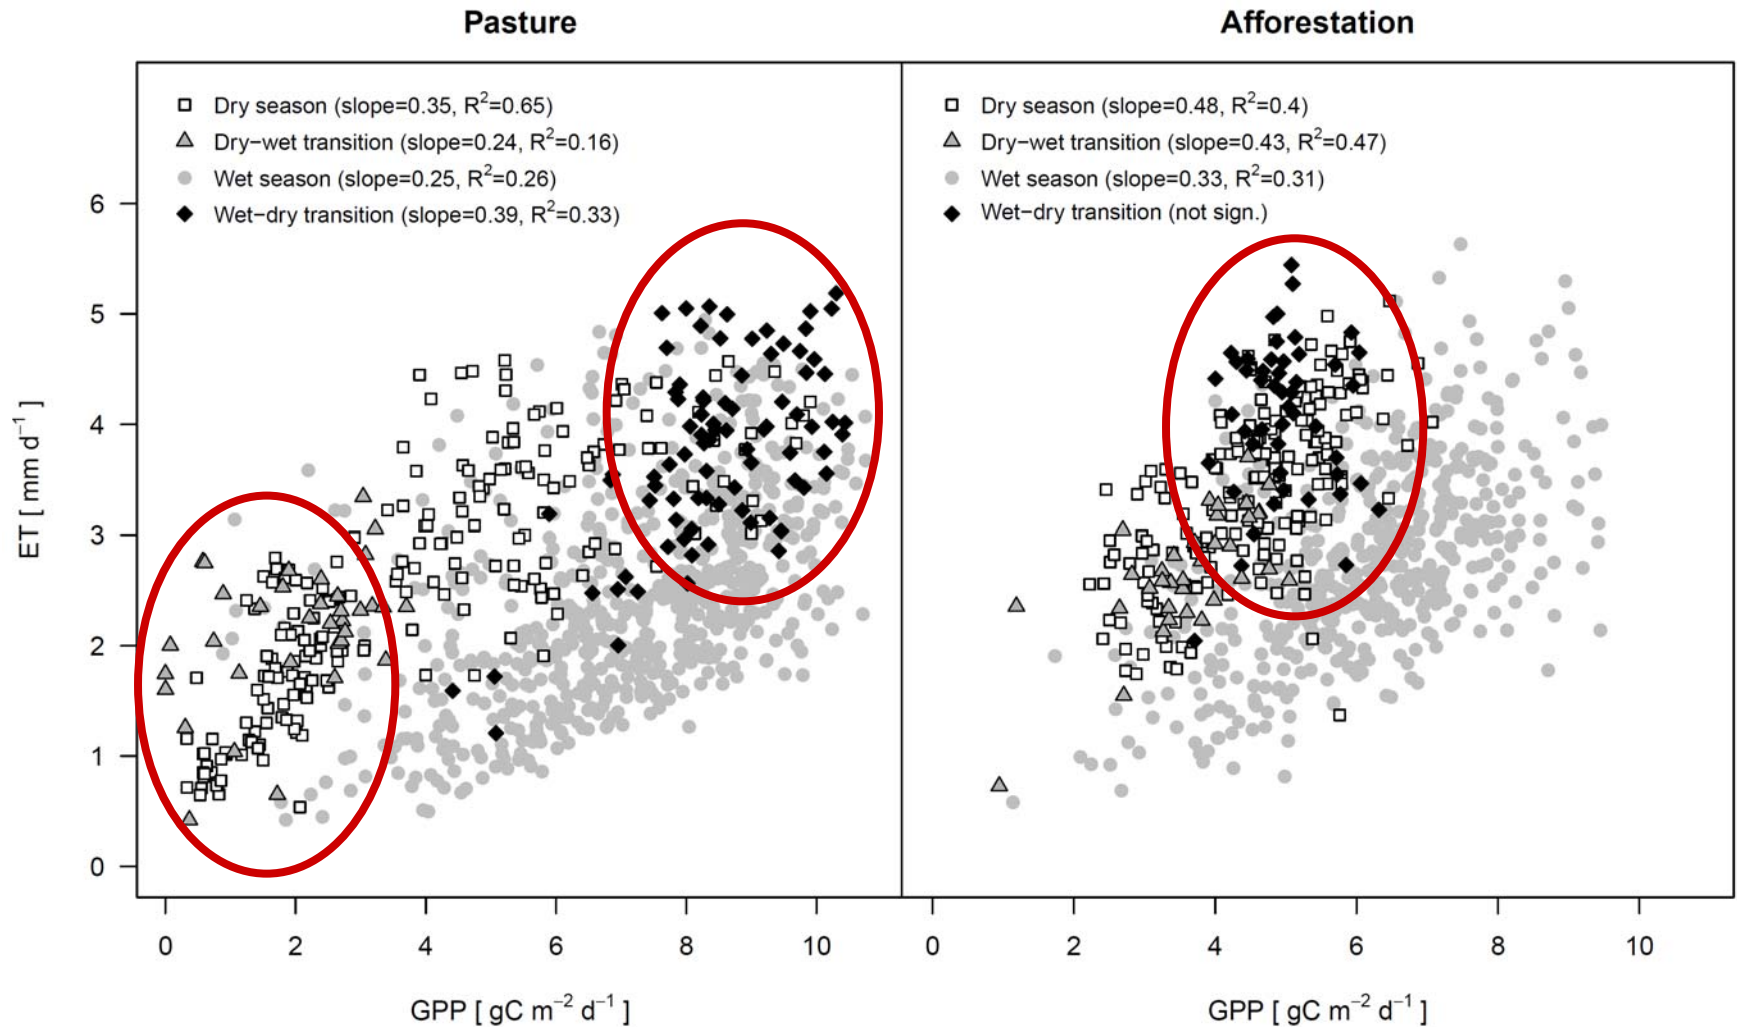 Pasture
Dry season (slope=0.35, R²=0.65)
Dry−wet transition (slope=0.24, R²=0.16)
Wet season (slope=0.25, R²=0.26)
Wet−dry transition (slope=0.39, R²=0.33)
Afforestation
Dry season (slope=0.48, R²=0.4)
Dry−wet transition (slope=0.43, R²=0.47)
Wet season (slope=0.33, R²=0.31)
Wet−dry transition (not sign.)
ET [ mm d⁻¹ ]
6
5
4
3
2
1
0
0 2 4 6 8 10
0 2 4 6 8 10
GPP [ gC m⁻² d⁻¹ ]
GPP [ gC m⁻² d⁻¹ ]